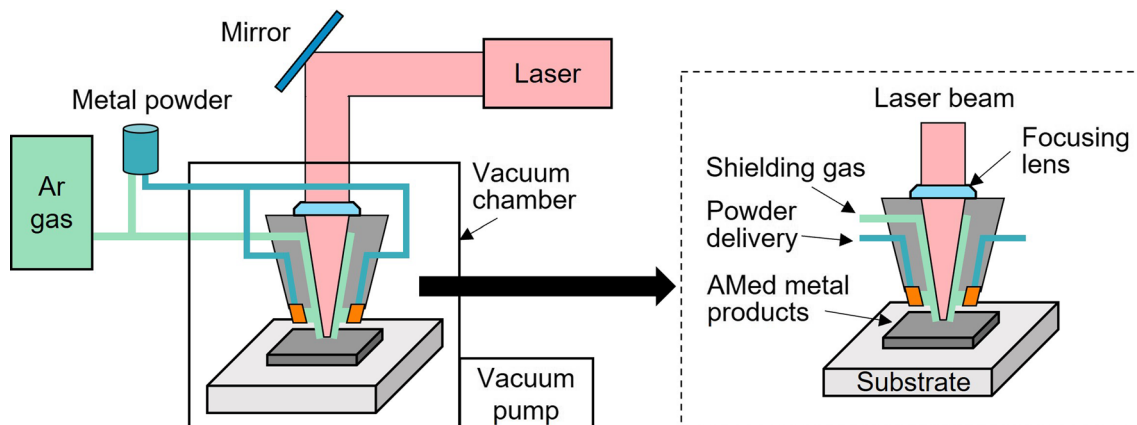 Mirror
Laser
Metal powder
Ar
gas
Vacuum
chamber
Vacuum
pump
Laser beam
Focusing
lens
Shielding gas
Powder
delivery
AMed metal
products
Substrate